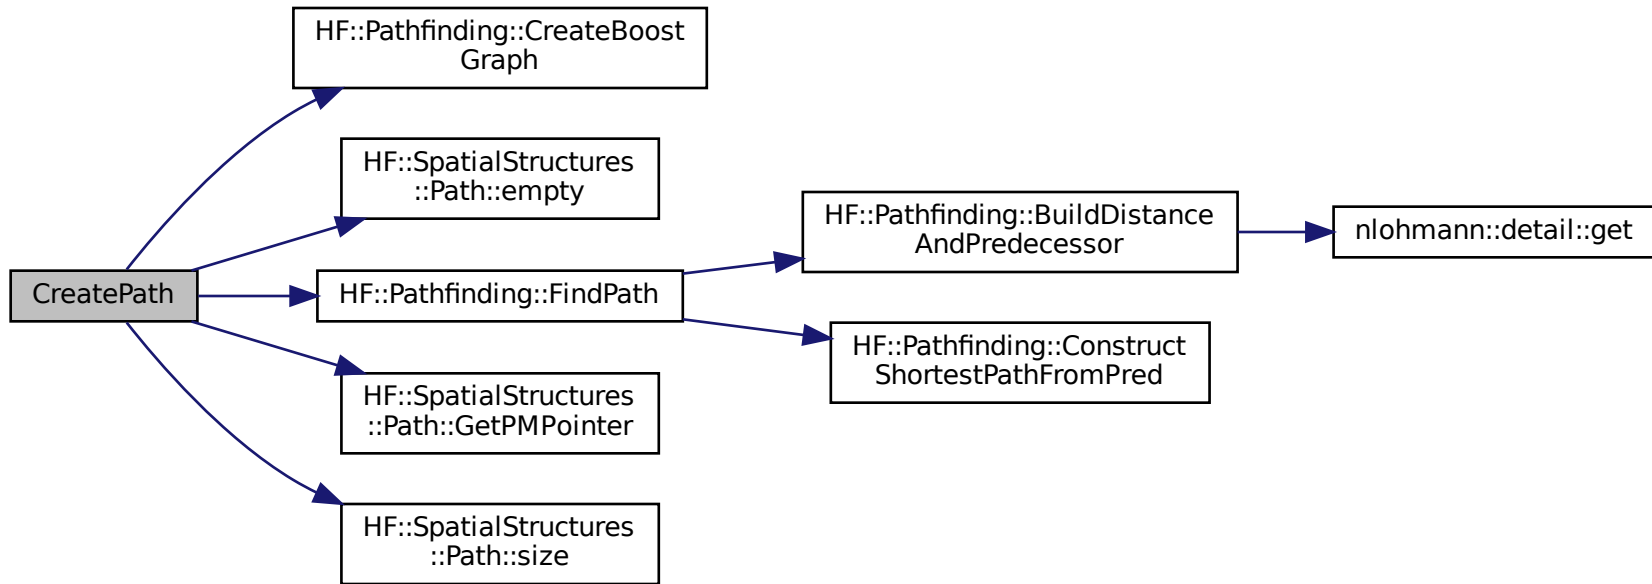 HF::Pathfinding::CreateBoost
Graph
HF::SpatialStructures
::Path::empty
CreatePath
HF::Pathfinding::FindPath
HF::SpatialStructures
::Path::GetPMPointer
HF::SpatialStructures
::Path::size
HF::Pathfinding::BuildDistance
AndPredecessor
HF::Pathfinding::Construct
ShortestPathFromPred
nlohmann::detail::get